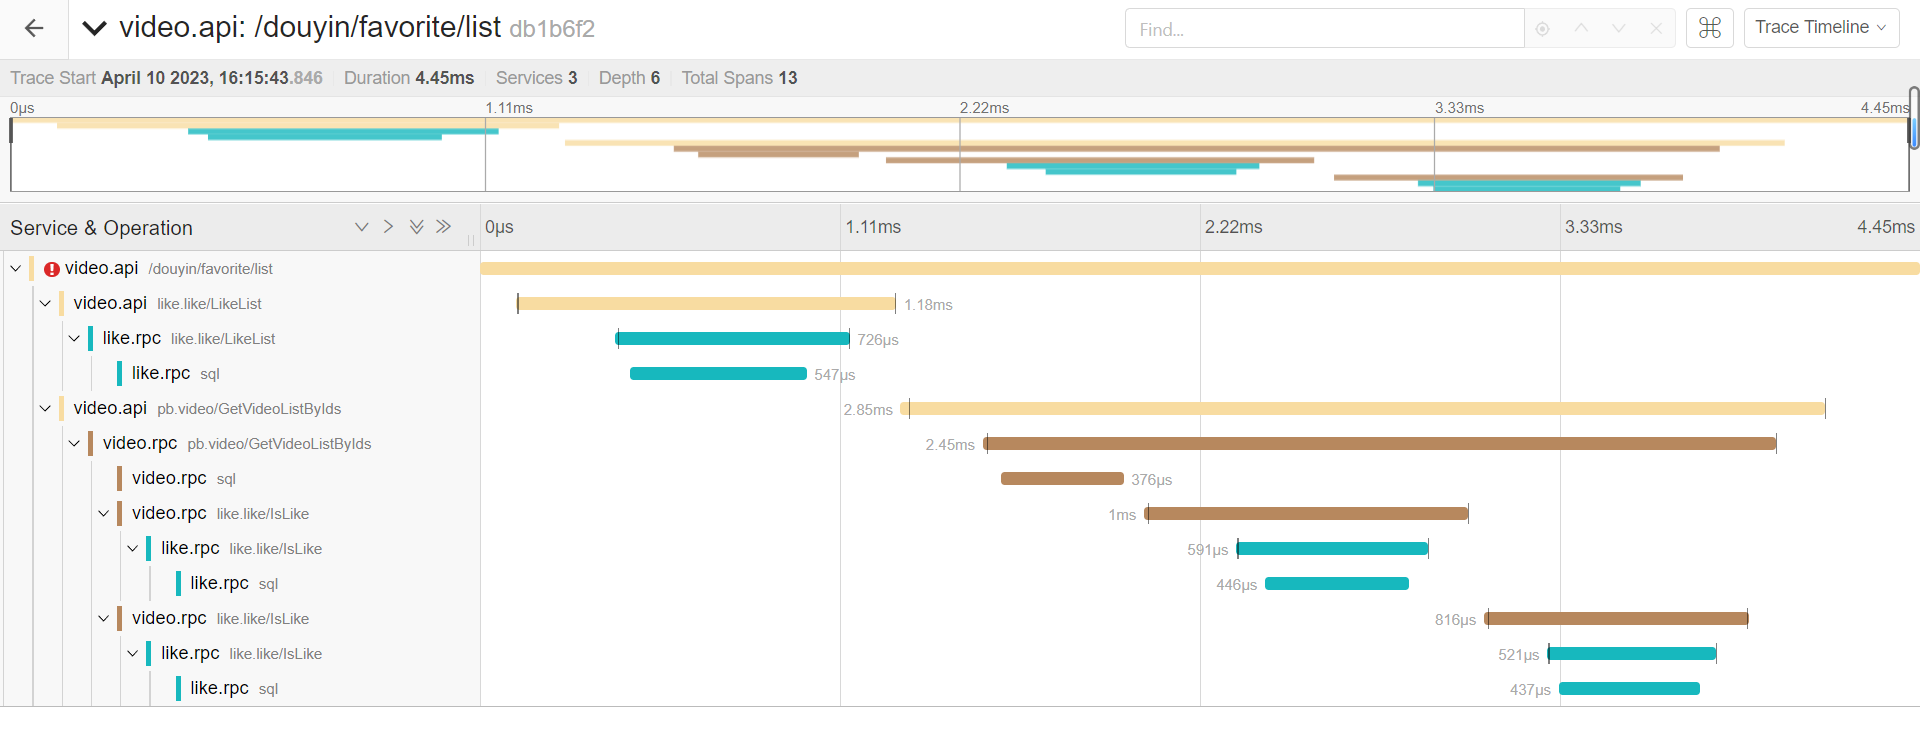 video.api: /douyin/favorite/list db1b6f2
Find...
Trace Timeline
Trace Start April 10 2023, 16:15:43.846 Duration 4.45ms Services 3 Depth 6 Total Spans 13
0μs 1.11ms 2.22ms 3.33ms 4.45ms
Service & Operation 0μs 1.11ms 2.22ms 3.33ms 4.45ms
video.api /douyin/favorite/list
video.api like.like/LikeList 1.18ms
like.rpc like.like/LikeList 726μs
like.rpc sql 547μs
video.api pb.video/GetVideoListByIds 2.85ms
video.rpc pb.video/GetVideoListByIds 2.45ms
video.rpc sql 376μs
video.rpc like.like/IsLike 1ms
like.rpc like.like/IsLike 591μs
like.rpc sql 446μs
video.rpc like.like/IsLike 816μs
like.rpc like.like/IsLike 521μs
like.rpc sql 437μs